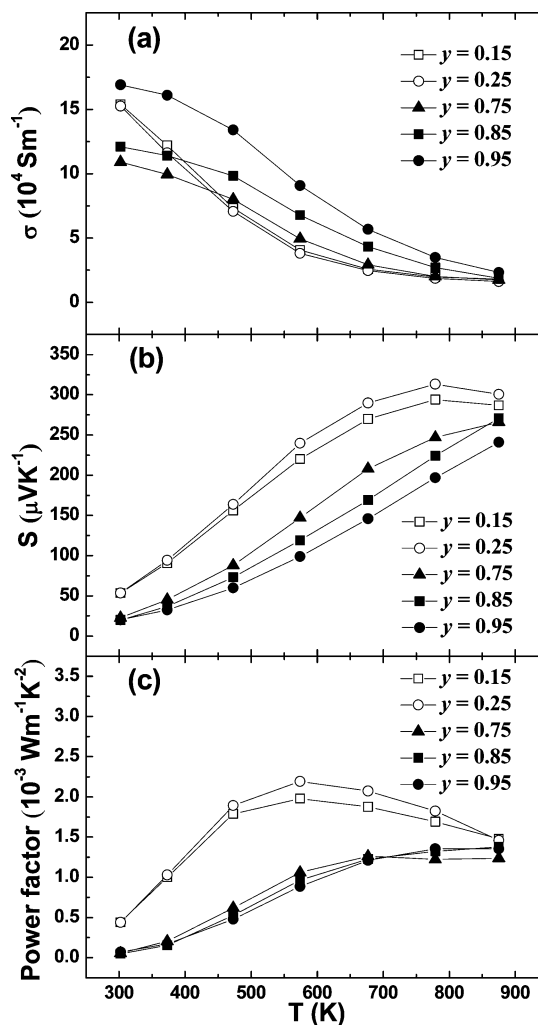 (a)
20
15
10
5
0
σ (10⁴ Sm⁻¹)
y = 0.15
y = 0.25
y = 0.75
y = 0.85
y = 0.95
(b)
350
300
250
200
150
100
50
0
S (μVK⁻¹)
y = 0.15
y = 0.25
y = 0.75
y = 0.85
y = 0.95
(c)
3.5
3.0
2.5
2.0
1.5
1.0
0.5
0.0
Power factor (10⁻³ Wm⁻¹K⁻²)
y = 0.15
y = 0.25
y = 0.75
y = 0.85
y = 0.95
300 400 500 600 700 800 900
T (K)